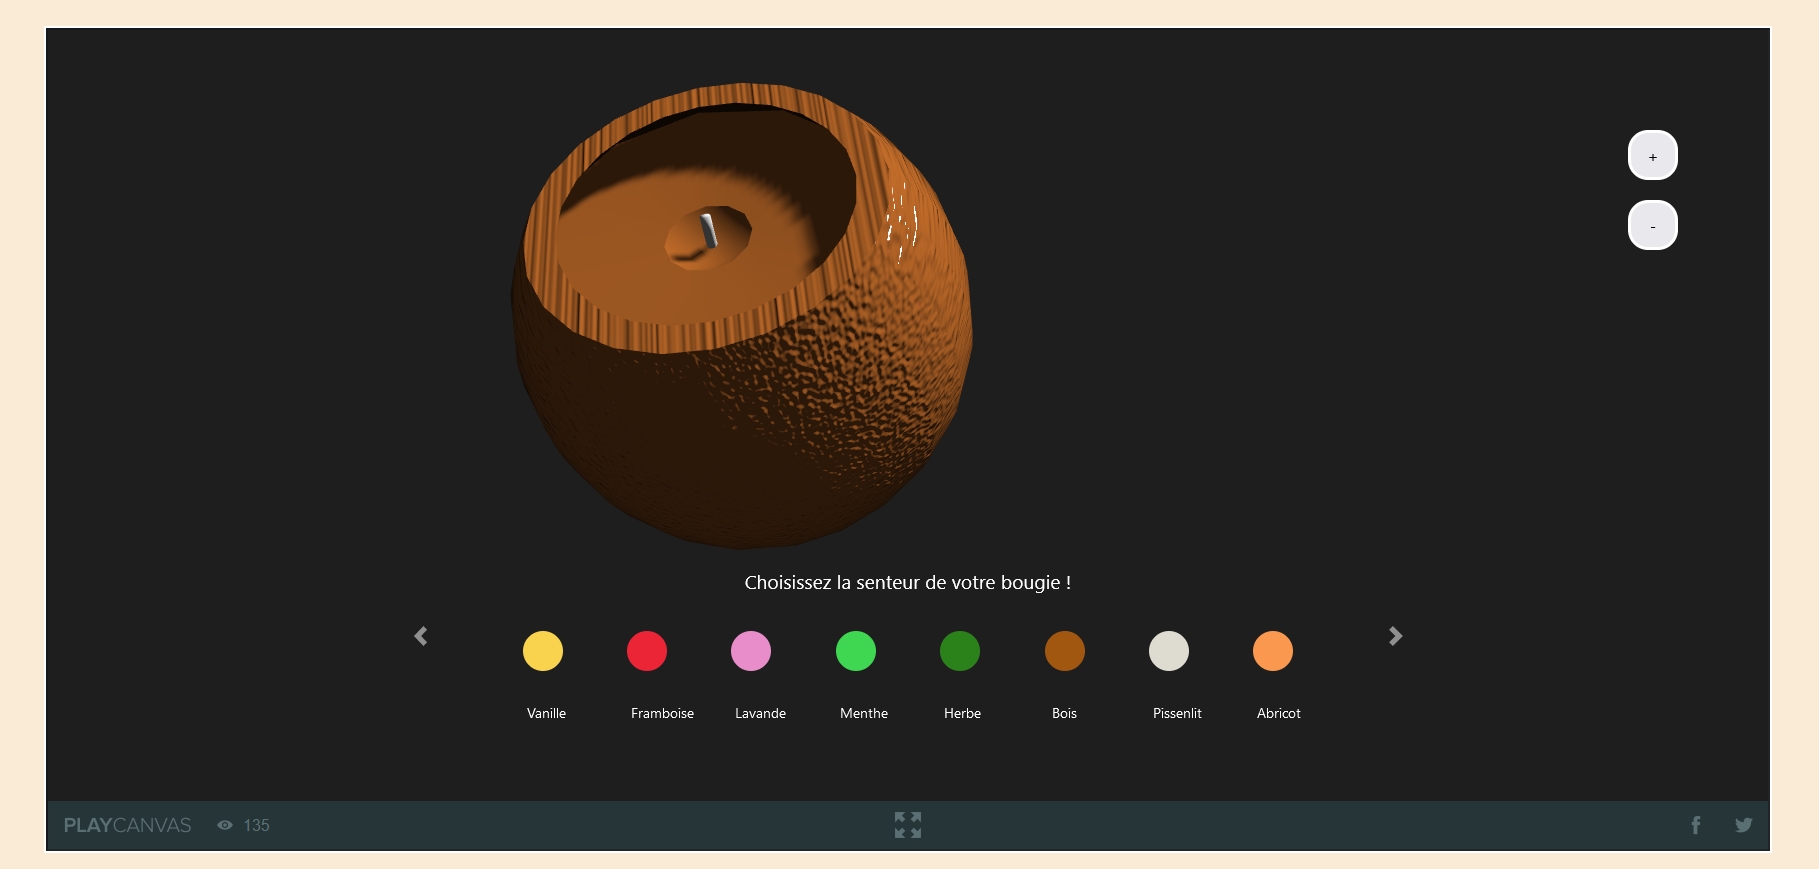 +
-
Choisissez la senteur de votre bougie !
Vanille Framboise Lavande Menthe Herbe Bois Pissenlit Abricot
PLAYCANVAS 135